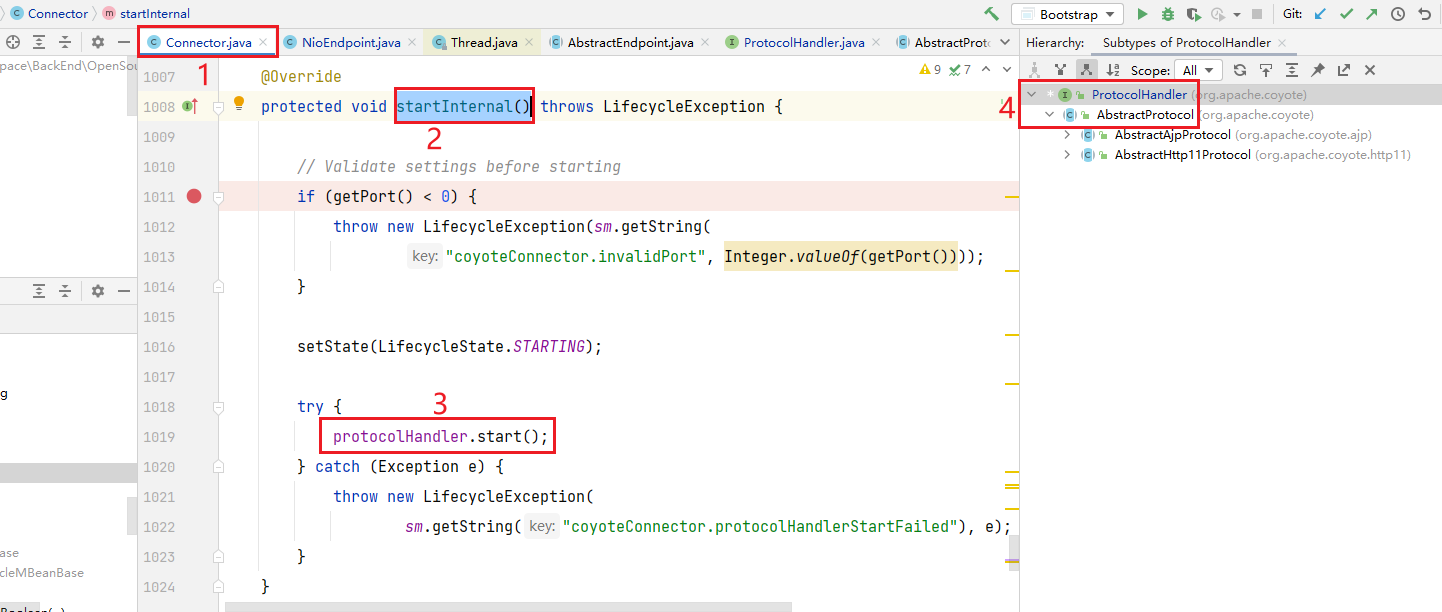 Connector startInternal Bootstrap Git:
Connector.java NioEndpoint.java Thread.java AbstractEndpoint.java ProtocolHandler.java AbstractProt Hierarchy: Subtypes of ProtocolHandler
pace\BackEnd\OpenSou
1
Scope: All
9 7
1007 @Override
1008 protected void startInternal() throws LifecycleException {
2
1009
1010 // Validate settings before starting
1011 if (getPort() < 0) {
1012 throw new LifecycleException(sm.getString(
1013 key: "coyoteConnector.invalidPort", Integer.valueOf(getPort())));
1014 }
1015
1016 setState(LifecycleState.STARTING);
1017
1018 try {
3
1019 protocolHandler.start();
1020 } catch (Exception e) {
1021 throw new LifecycleException(
1022 sm.getString( key: "coyoteConnector.protocolHandlerStartFailed"), e);
1023 }
1024 }
4
ProtocolHandler (org.apache.coyote)
AbstractProtocol (org.apache.coyote)
AbstractAjpProtocol (org.apache.coyote.ajp)
AbstractHttp11Protocol (org.apache.coyote.http11)
g
ase
cleMBeanBase